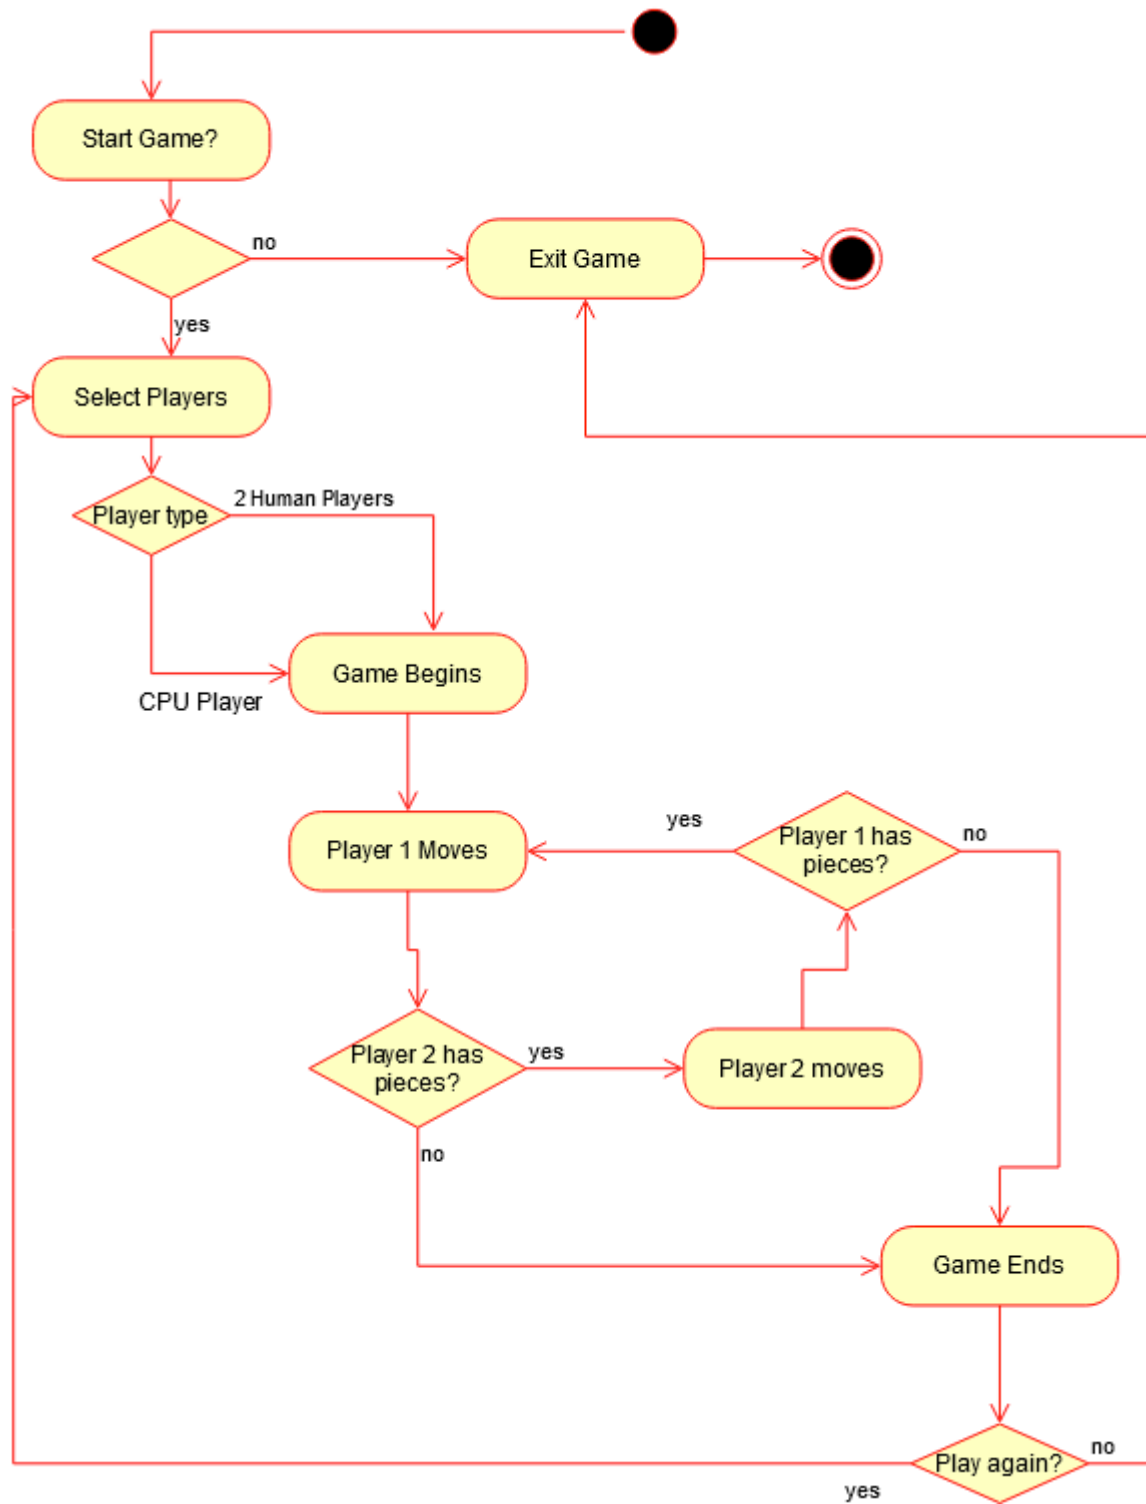 Start Game?
no
Exit Game
yes
Select Players
2 Human Players
Player type
Game Begins
CPU Player
yes
Player 1 has
pieces?
no
Player 1 Moves
Player 2 has
pieces?
yes
Player 2 moves
no
Game Ends
Play again?
no
yes